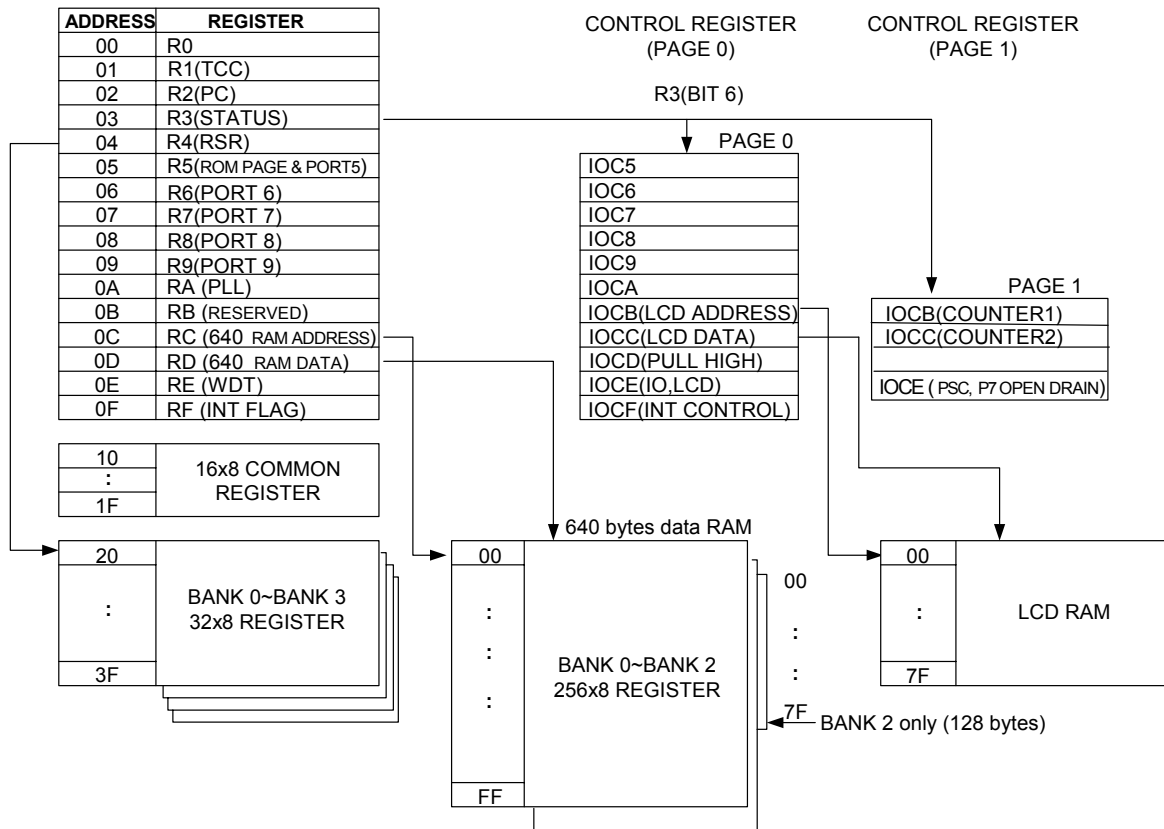 ADDRESS REGISTER
00 R0
01 R1(TCC)
02 R2(PC)
03 R3(STATUS)
04 R4(RSR)
05 R5(ROM PAGE & PORT5)
06 R6(PORT 6)
07 R7(PORT 7)
08 R8(PORT 8)
09 R9(PORT 9)
0A RA (PLL)
0B RB (RESERVED)
0C RC (640 RAM ADDRESS)
0D RD (640 RAM DATA)
0E RE (WDT)
0F RF (INT FLAG)
10
:
1F
16x8 COMMON
REGISTER
20
:
3F
BANK 0~BANK 3
32x8 REGISTER
CONTROL REGISTER
(PAGE 0)
R3(BIT 6)
PAGE 0
IOC5
IOC6
IOC7
IOC8
IOC9
IOCA
IOCB(LCD ADDRESS)
IOCC(LCD DATA)
IOCD(PULL HIGH)
IOCE(IO,LCD)
IOCF(INT CONTROL)
CONTROL REGISTER
(PAGE 1)
PAGE 1
IOCB(COUNTER1)
IOCC(COUNTER2)
IOCE ( PSC, P7 OPEN DRAIN)
640 bytes data RAM
00
:
:
:
FF
BANK 0~BANK 2
256x8 REGISTER
00
:
:
7F
BANK 2 only (128 bytes)
00
:
7F
LCD RAM